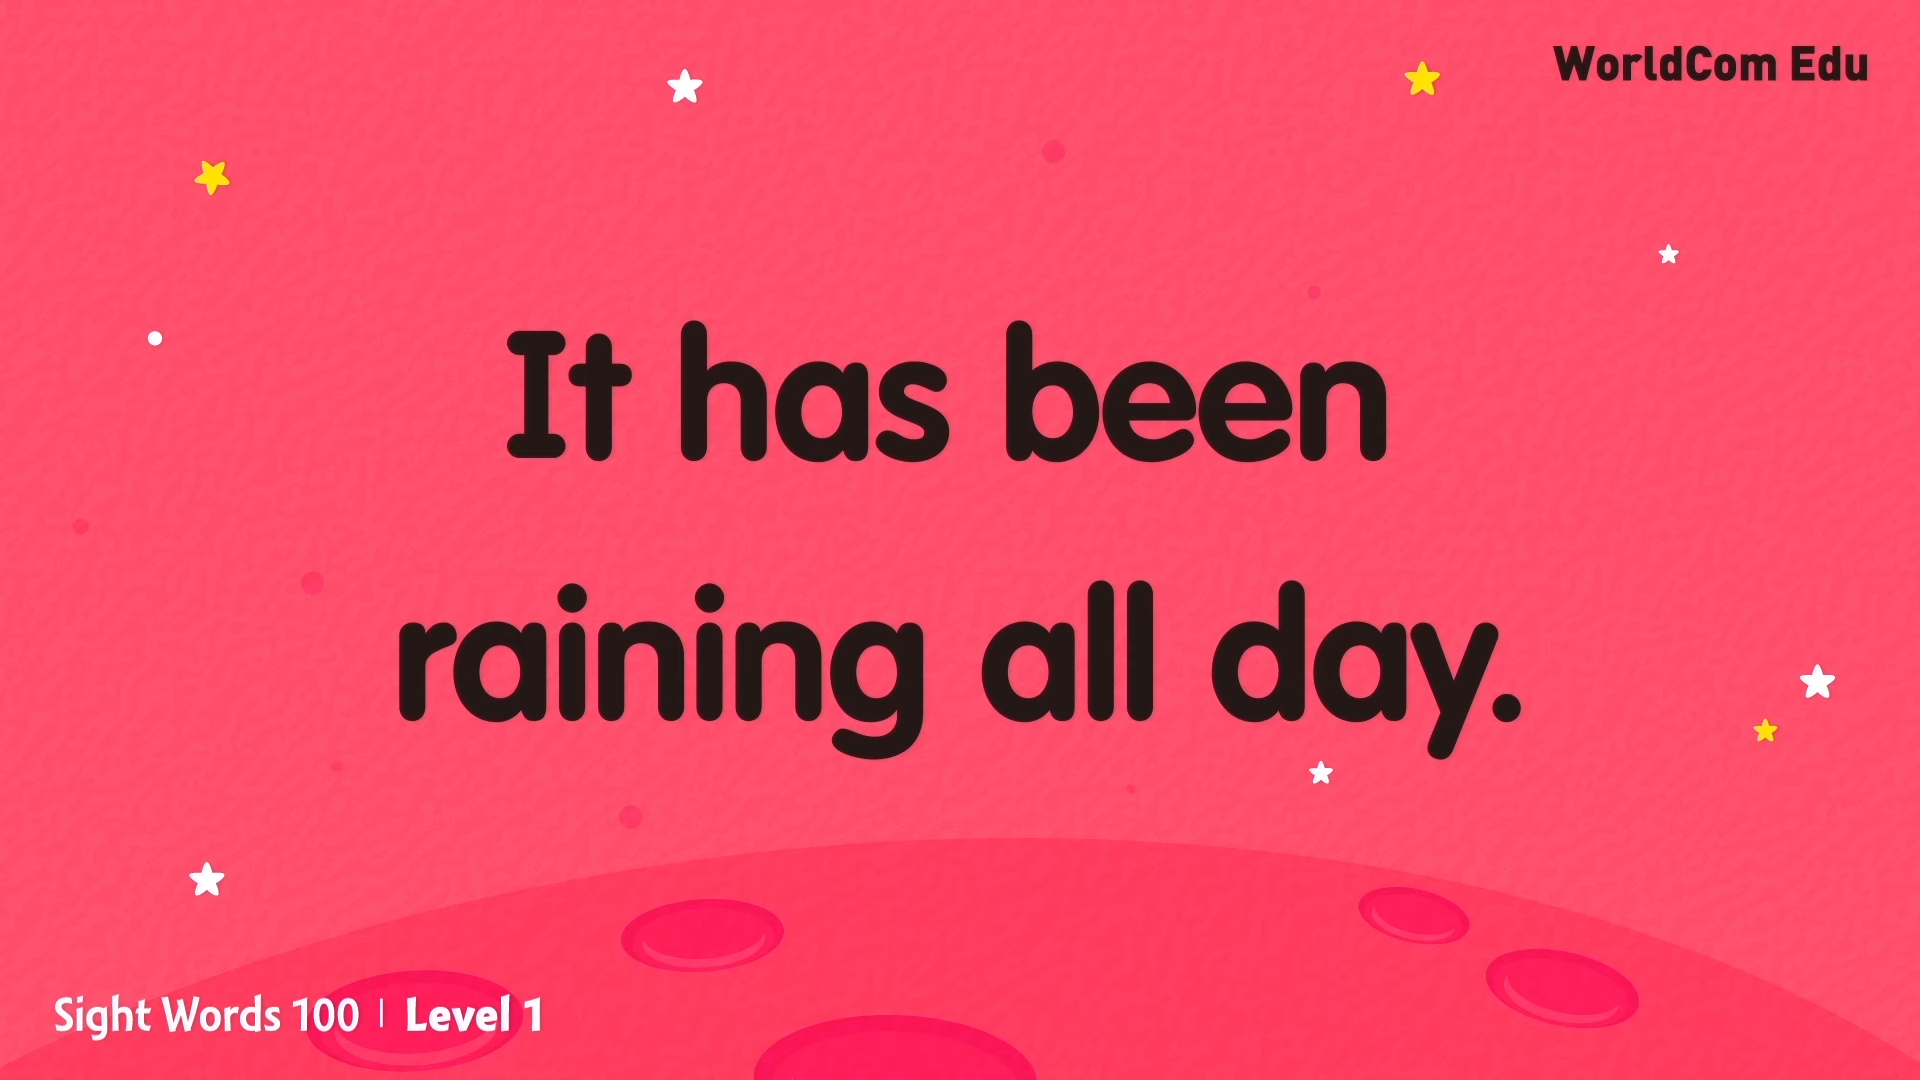 WorldCom Edu
It has been
raining all day.
Sight Words 100 | Level 1